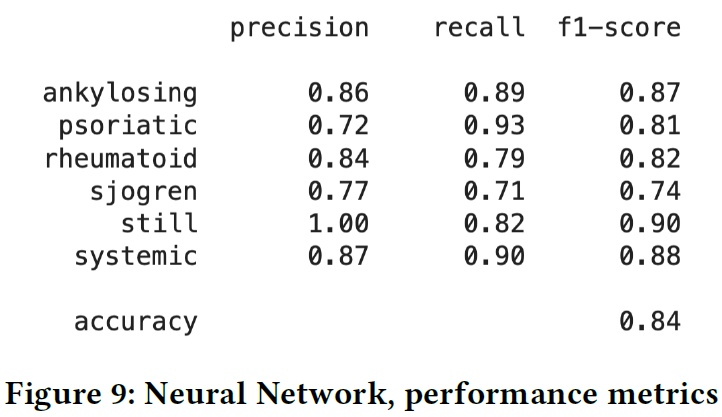 precision recall f1-score
ankylosing 0.86 0.89 0.87
psoriatic 0.72 0.93 0.81
rheumatoid 0.84 0.79 0.82
sjogren 0.77 0.71 0.74
still 1.00 0.82 0.90
systemic 0.87 0.90 0.88
accuracy 0.84
Figure 9: Neural Network, performance metrics